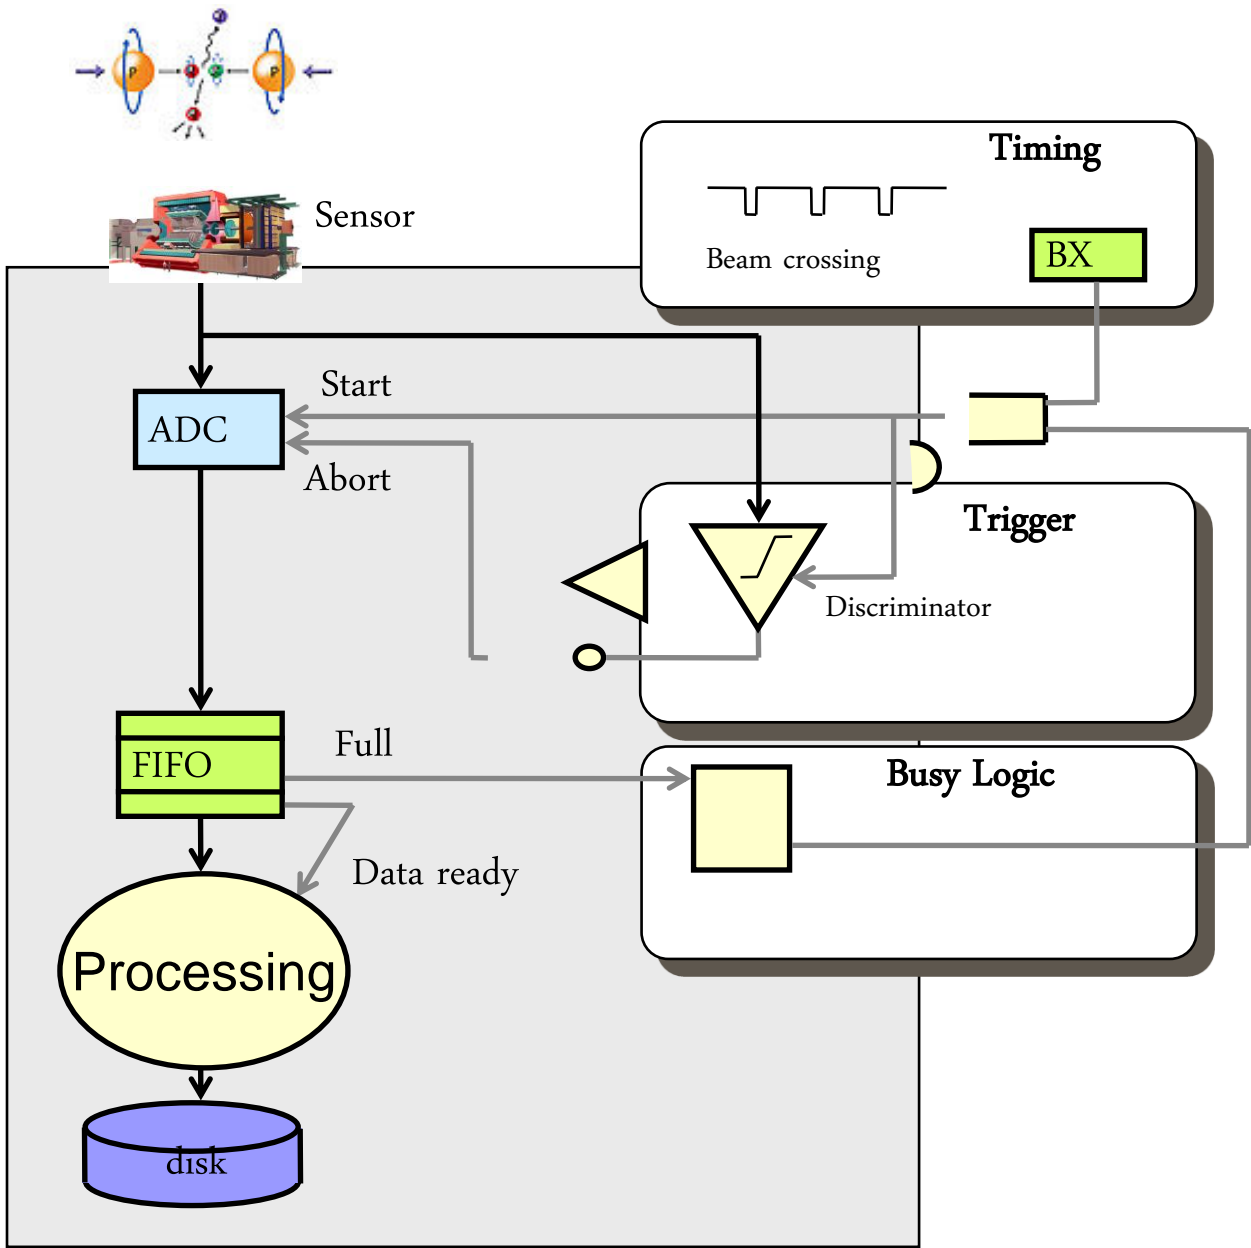 P
P
Timing
Sensor
Beam crossing
BX
Start
ADC
Abort
Trigger
Discriminator
Full
FIFO
Busy Logic
Data ready
Processing
disk